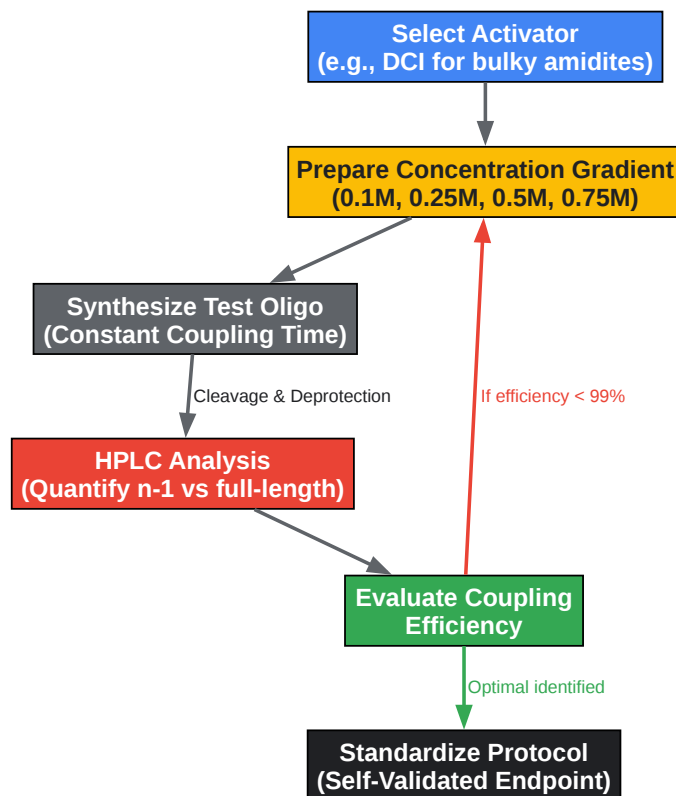 Select Activator
(e.g., DCI for bulky amidites)
Prepare Concentration Gradient
(0.1M, 0.25M, 0.5M, 0.75M)
Synthesize Test Oligo
(Constant Coupling Time)
Cleavage & Deprotection
If efficiency < 99%
HPLC Analysis
(Quantify n-1 vs full-length)
Evaluate Coupling
Efficiency
Optimal identified
Standardize Protocol
(Self-Validated Endpoint)